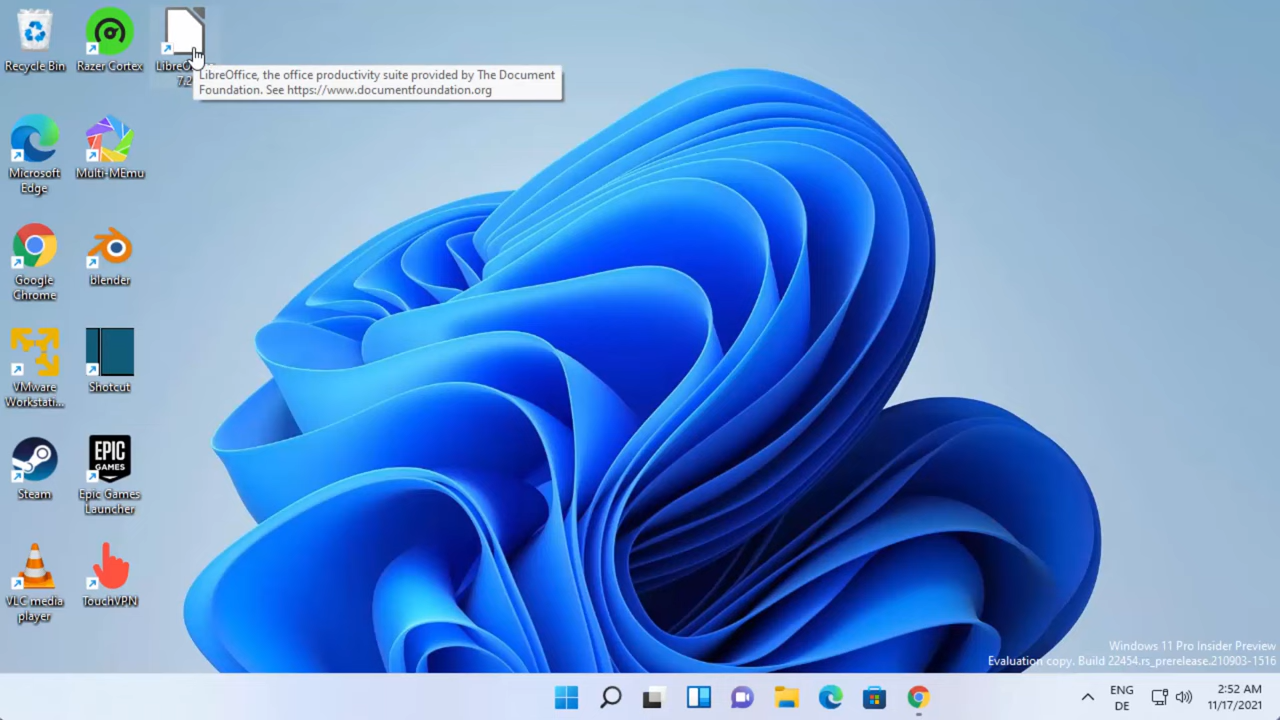 Recycle Bin
Razer Cortex
LibreO
7.2
LibreOffice, the office productivity suite provided by The Document
Foundation. See https://www.documentfoundation.org
Microsoft
Edge
Multi-MEmu
Google
Chrome
blender
VMware
Workstati...
Shotcut
Steam
EPIC
GAMES
Epic Games
Launcher
VLC media
player
TouchVPN
Windows 11 Pro Insider Preview
Evaluation copy. Build 22454.rs_prerelease.210903-1516
ENG
DE
2:52 AM
11/17/2021